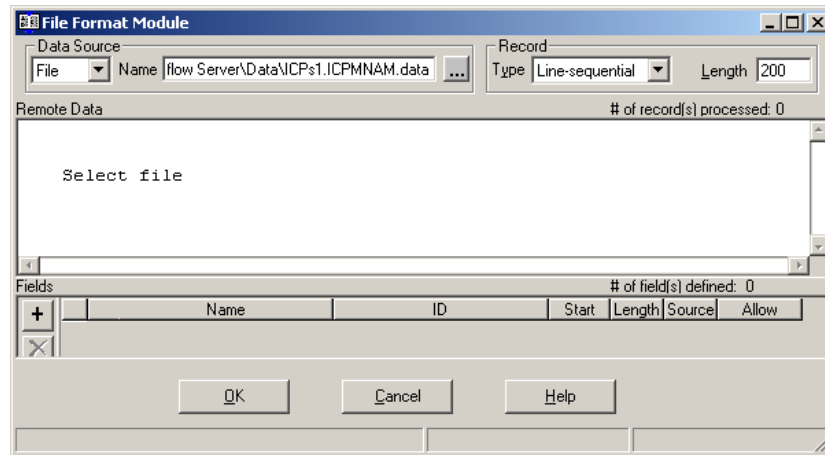 File Format Module
Data Source
File Name flow Server\Data\ICPs1.ICPMNAM.data ...
Record
Type Line-sequential Length 200
Remote Data # of record(s) processed: 0
Select file
Fields # of field(s) defined: 0
+ Name ID Start Length Source Allow
OK Cancel Help